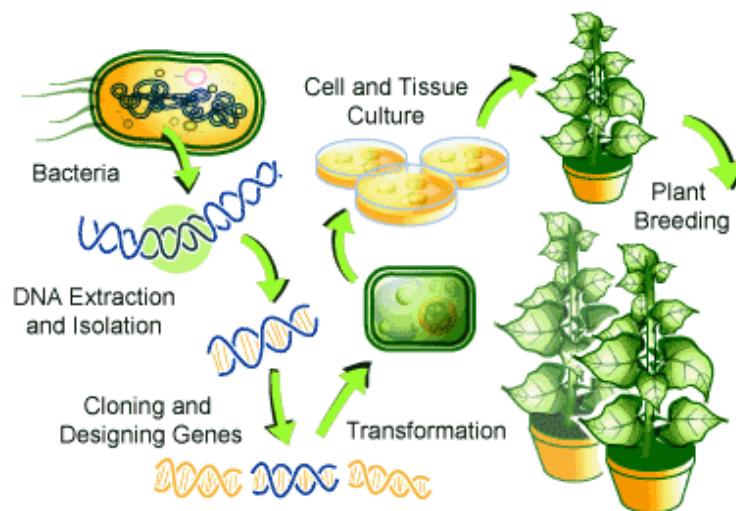 Bacteria
DNA Extraction
and Isolation
Cloning and
Designing Genes
Transformation
Cell and Tissue
Culture
Plant
Breeding